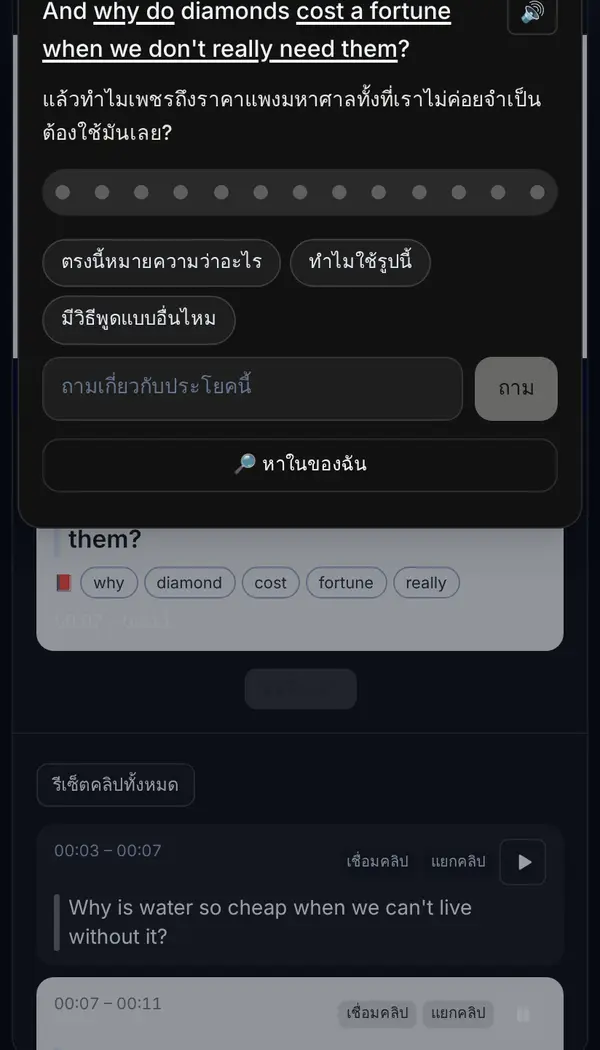 And why do diamonds cost a fortune
when we don't really need them?
แล้วทำไมเพชรถึงราคาแพงมหาศาลทั้งที่เราไม่ค่อยจำเป็น
ต้องใช้มันเลย?
ตรงนี้หมายความว่าอะไร
ทำไมใช้รูปนี้
มีวิธีพูดแบบอื่นไหม
ถามเกี่ยวกับประโยคนี้
ถาม
หาในของฉัน
them?
why diamond cost fortune really
รีเซ็ตคลิปทั้งหมด
00:03 – 00:07
เชื่อมคลิป แยกคลิป
Why is water so cheap when we can't live
without it?
00:07 – 00:11
เชื่อมคลิป แยกคลิป